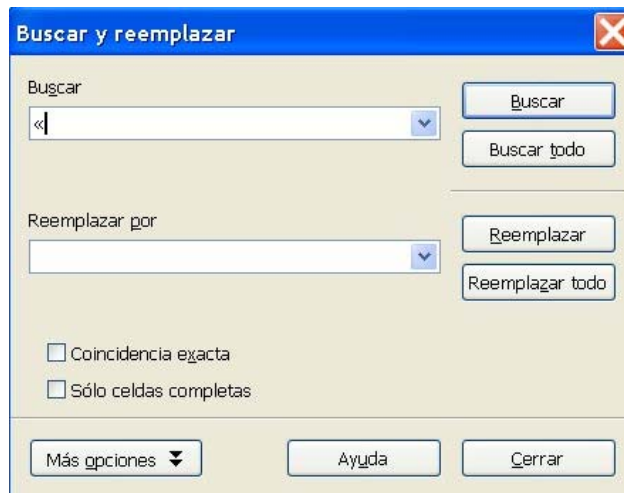 Buscar y reemplazar
Buscar
«
Buscar
Buscar todo
Reemplazar por
Reemplazar
Reemplazar todo
Coincidencia exacta
Sólo celdas completas
Más opciones
Ayuda
Cerrar